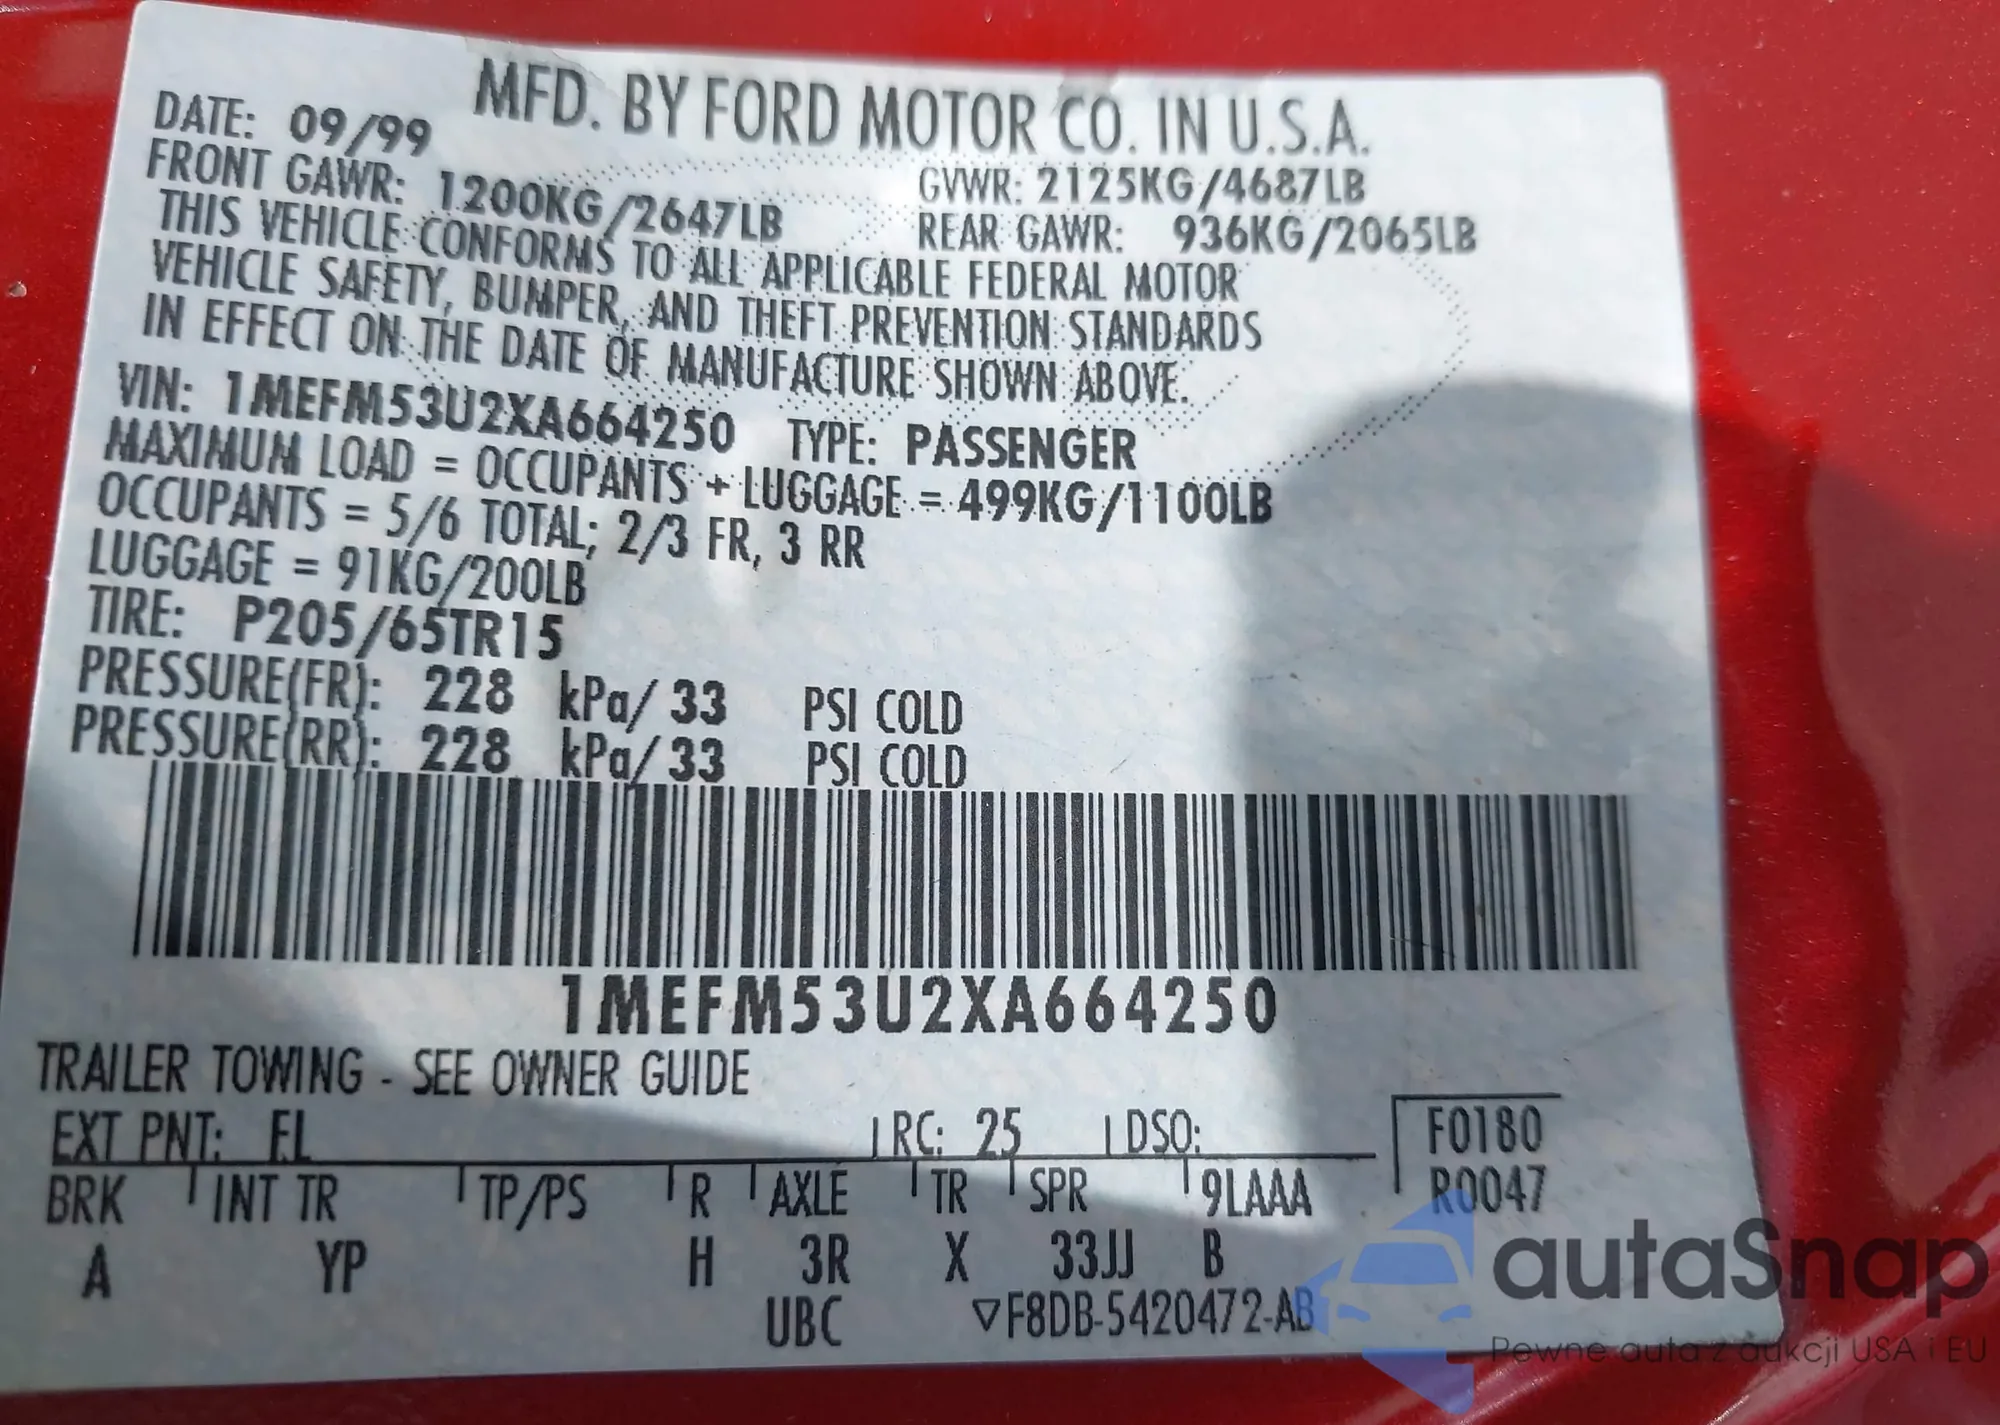 MFD. BY FORD MOTOR CO. IN U.S.A.
DATE: 09/99
GVWR: 2125KG/4687LB
FRONT GAWR: 1200KG/2647LB
REAR GAWR: 936KG/2065LB
THIS VEHICLE CONFORMS TO ALL APPLICABLE FEDERAL MOTOR
VEHICLE SAFETY, BUMPER, AND THEFT PREVENTION STANDARDS
IN EFFECT ON THE DATE OF MANUFACTURE SHOWN ABOVE.
VIN: 1MEFM53U2XA664250 TYPE: PASSENGER
MAXIMUM LOAD = OCCUPANTS + LUGGAGE = 499KG/1100LB
OCCUPANTS = 5/6 TOTAL; 2/3 FR, 3 RR
LUGGAGE = 91KG/200LB
TIRE: P205/65TR15
PRESSURE(FR): 228 kPa/ 33 PSI COLD
PRESSURE(RR): 228 kPa/ 33 PSI COLD
1MEFM53U2XA664250
TRAILER TOWING - SEE OWNER GUIDE
EXT PNT: EL RC: 25 DSO: F0180
BRK INT TR TP/PS R AXLE TR SPR 9LAAA R0047
A YP H 3R X 33JJ B
UBC ▽F8DB-5420472-AB
autaSnap
Pewne auta z aukcji USA i EU